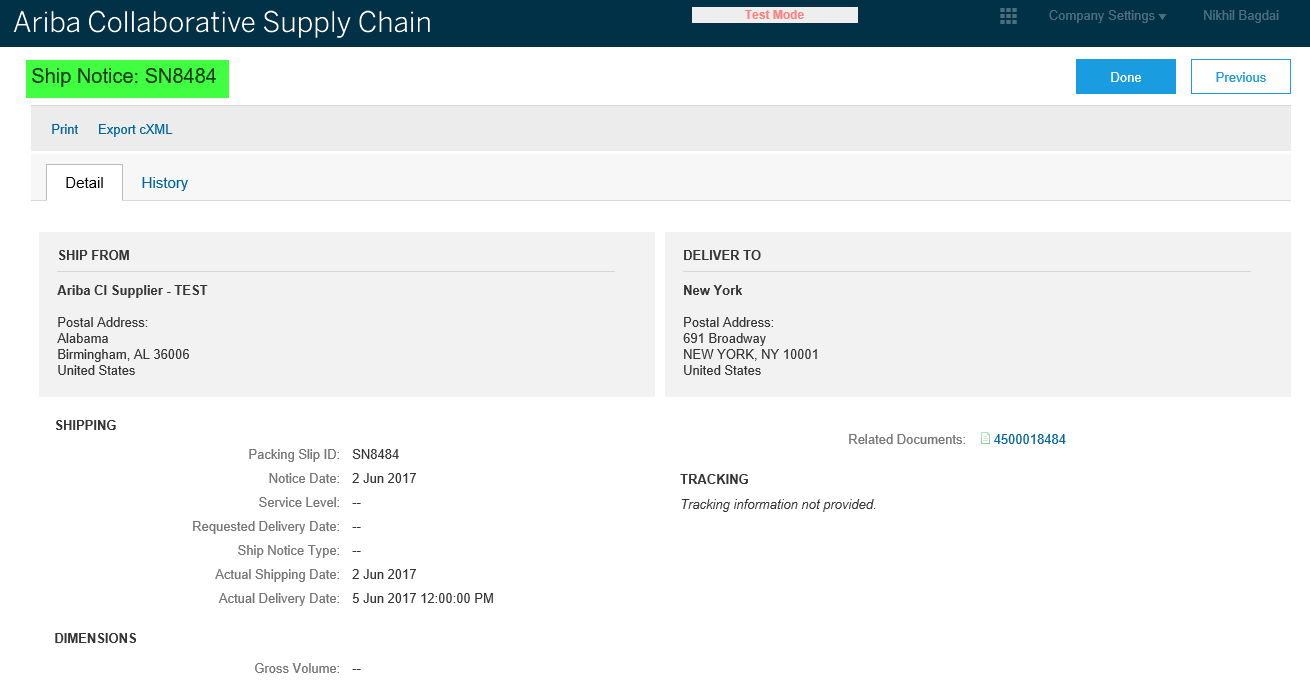 Ariba Collaborative Supply Chain
Test Mode
Company Settings
Nikhil Bagdai
Ship Notice: SN8484
Done
Previous
Print
Export cXML
Detail
History
SHIP FROM
Ariba CI Supplier - TEST
Postal Address:
Alabama
Birmingham, AL 36006
United States
DELIVER TO
New York
Postal Address:
691 Broadway
NEW YORK, NY 10001
United States
SHIPPING
Packing Slip ID: SN8484
Notice Date: 2 Jun 2017
Service Level: --
Requested Delivery Date: --
Ship Notice Type: --
Actual Shipping Date: 2 Jun 2017
Actual Delivery Date: 5 Jun 2017 12:00:00 PM
Related Documents: 4500018484
TRACKING
Tracking information not provided.
DIMENSIONS
Gross Volume: --